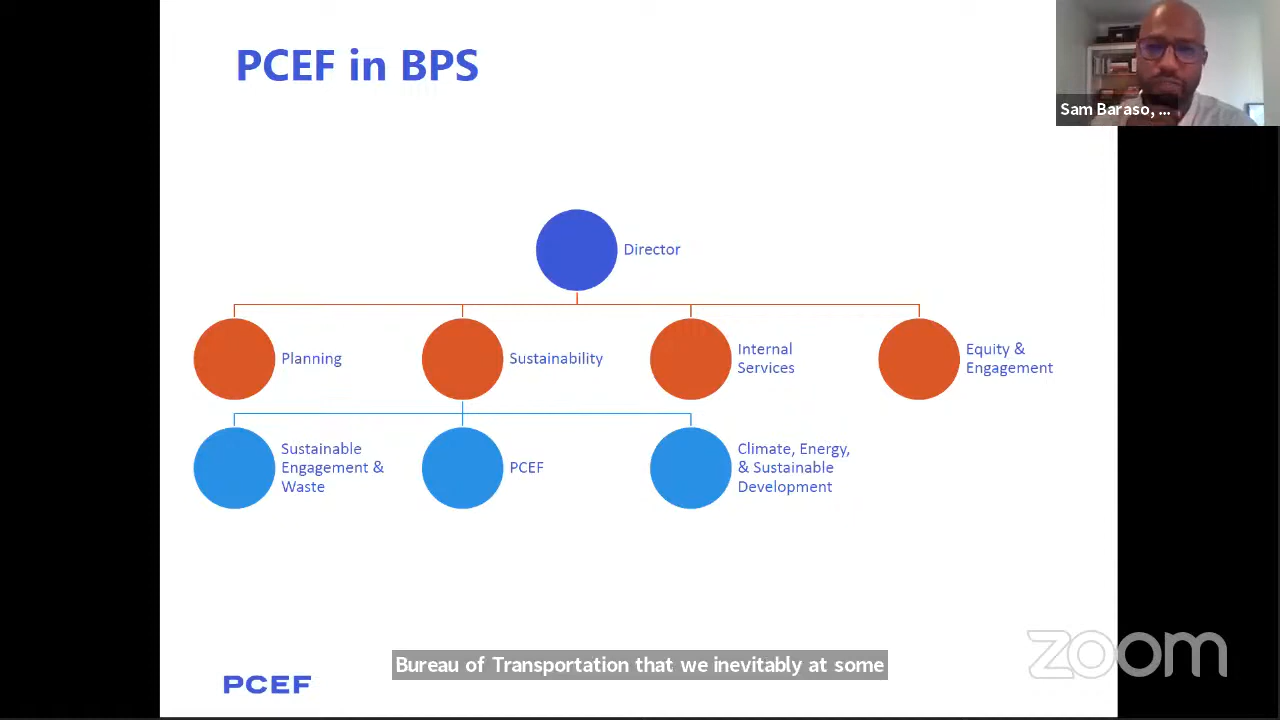 PCEF in BPS
Sam Baraso, ...
Director
Planning
Sustainability
Internal
Services
Equity &
Engagement
Sustainable
Engagement &
Waste
PCEF
Climate, Energy,
& Sustainable
Development
Bureau of Transportation that we inevitably at some
PCEF
zoom